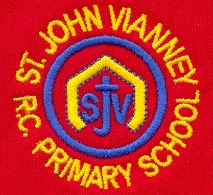 ST. JOHN VIANNEY
SJV
R.C. PRIMARY SCHOOL